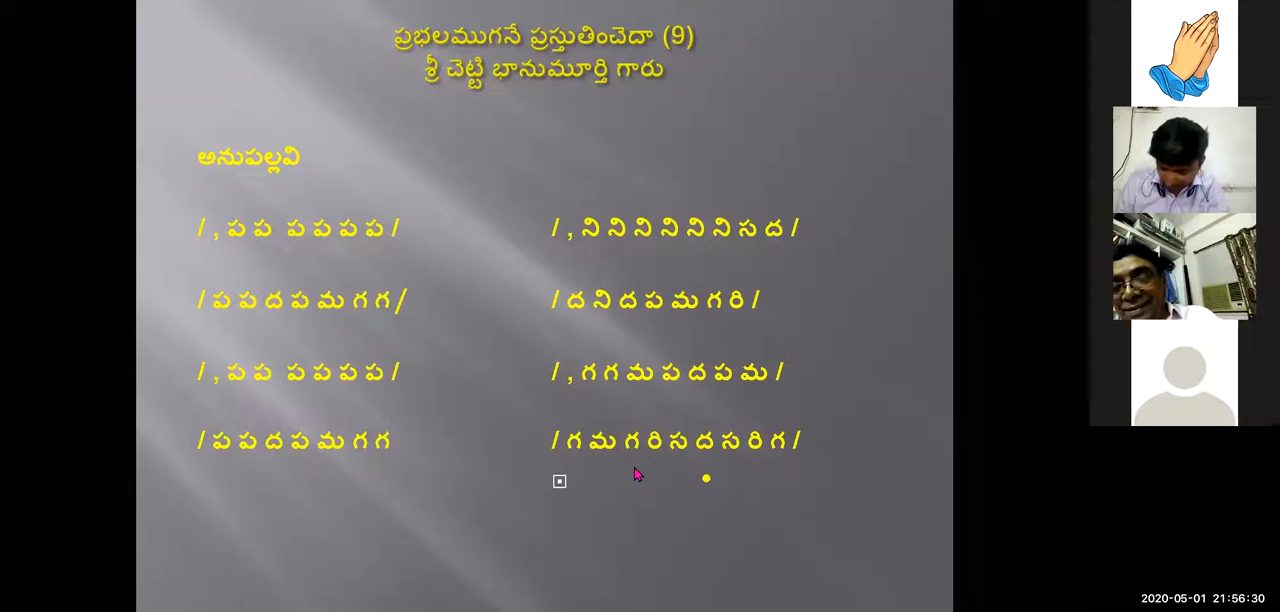 ప్రభలముగనే ప్రస్తుతించెదా (9)
శ్రీ చెట్టి భానుమూర్తి గారు
అనుపల్లవి
/ , ప ప  ప ప ప ప /
/ , ని ని ని ని ని ని స ద /
/ ప ప ద ప మ గ గ /
/ ద ని ద ప మ గ రి /
/ , ప ప  ప ప ప ప /
/ , గ గ మ ప ద ప మ /
/ ప ప ద ప మ గ గ
/ గ మ గ రి స ద స రి గ /
2020-05-01 21:56:30